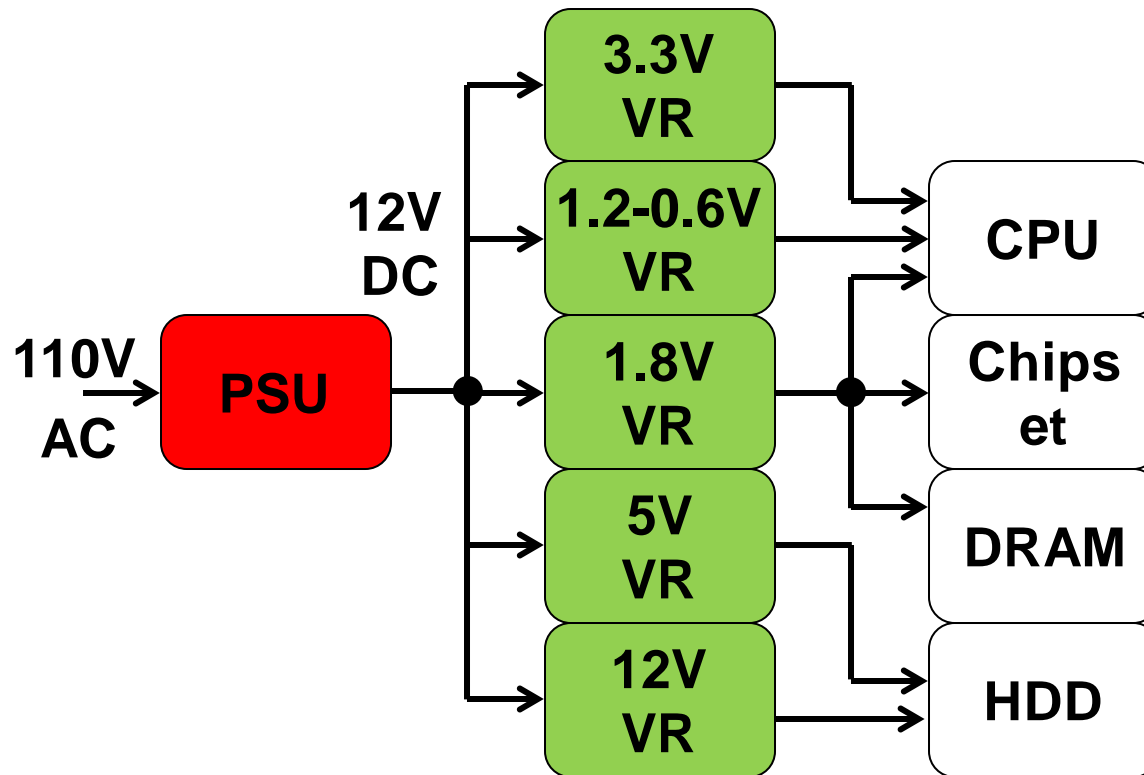 110V
AC
PSU
12V
DC
3.3V
VR
1.2-0.6V
VR
1.8V
VR
5V
VR
12V
VR
CPU
Chips
et
DRAM
HDD